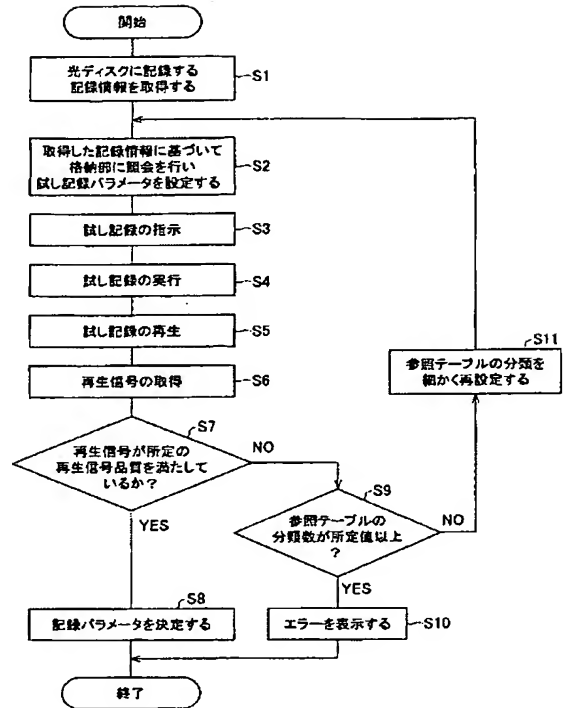 開始
光ディスクに記録する
記録情報を取得する
S1
取得した記録情報に基づいて
格納部に照会を行い
試し記録パラメータを設定する
S2
試し記録の指示
S3
試し記録の実行
S4
試し記録の再生
S5
再生信号の取得
S6
S7
再生信号が所定の
再生信号品質を満たして
いるか？
NO
YES
S8
記録パラメータを決定する
S9
参照テーブルの
分類数が所定値以上
？
NO
YES
エラーを表示する
S10
S11
参照テーブルの分類を
細かく再設定する
終了